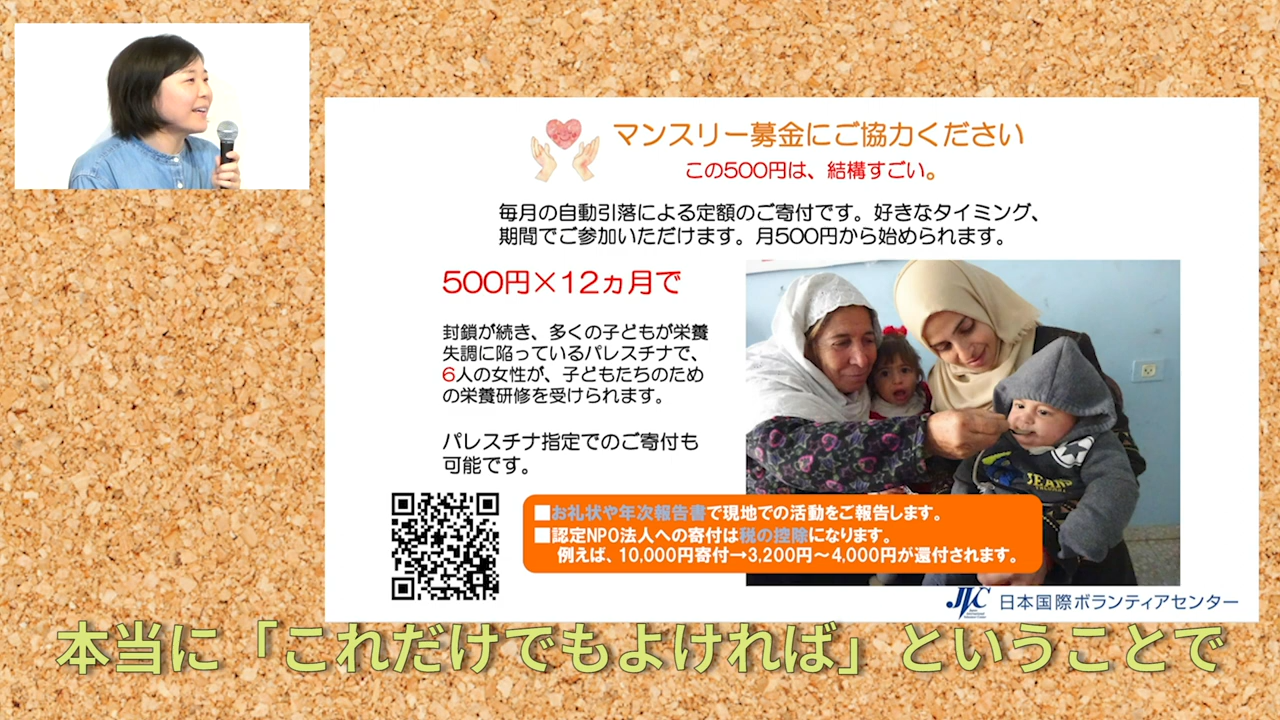 マンスリー募金にご協力ください
この500円は、結構すごい。
毎月の自動引落による定額のご寄付です。好きなタイミング、
期間でご参加いただけます。月500円から始められます。
500円×12ヵ月で
封鎖が続き、多くの子どもが栄養
失調に陥っているパレスチナで、
6人の女性が、子どもたちのため
の栄養研修を受けられます。
パレスチナ指定でのご寄付も
可能です。
JEANS
■お礼状や年次報告書で現地での活動をご報告します。
■認定NPO法人への寄付は税の控除になります。
例えば、10,000円寄付→3,200円～4,000円が還付されます。
JVC 日本国際ボランティアセンター
本当に「これだけでもよければ」ということで